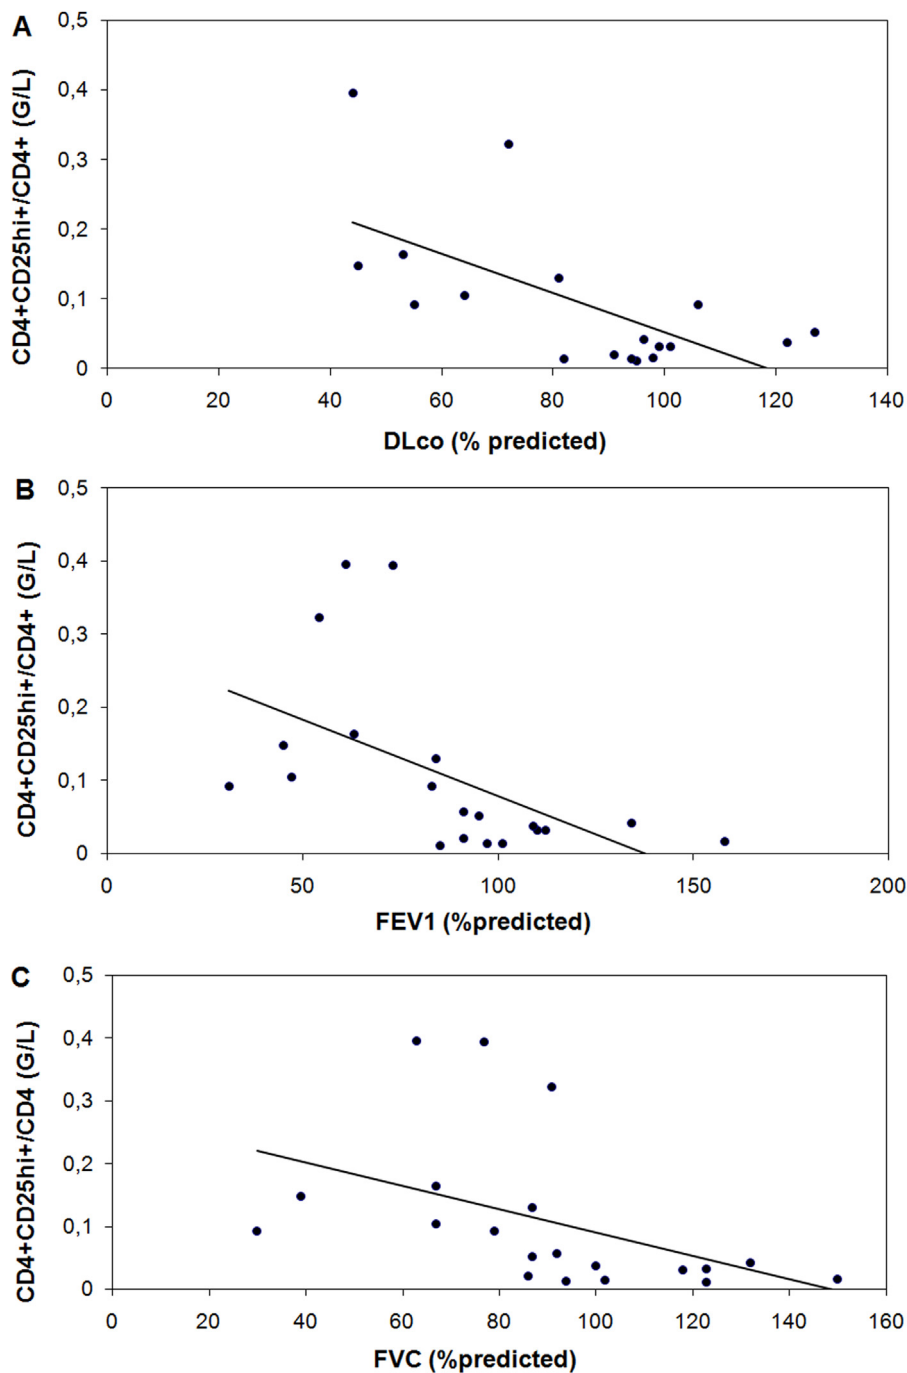 A
0,5
0,4
0,3
0,2
0,1
0
CD4+CD25hi+/CD4+ (G/L)
0 20 40 60 80 100 120 140
DLco (% predicted)
B
0,5
0,4
0,3
0,2
0,1
0
CD4+CD25hi+/CD4+ (G/L)
0 50 100 150 200
FEV1 (%predicted)
C
0,5
0,4
0,3
0,2
0,1
0
CD4+CD25hi+/CD4 (G/L)
0 20 40 60 80 100 120 140 160
FVC (%predicted)